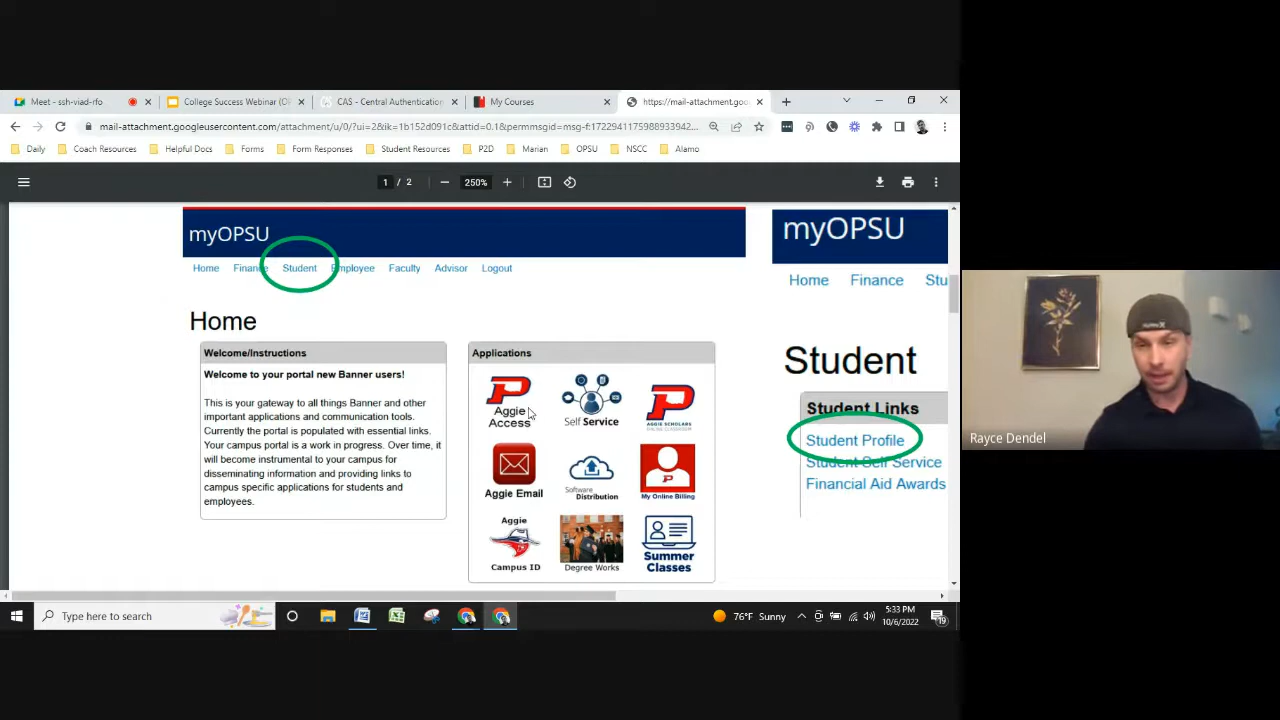 Meet - ssh-viad-rfo
College Success Webinar (O
CAS - Central Authentication
My Courses
https://mail-attachment.goo
mail-attachment.googleusercontent.com/attachment/u/0/?ui=2&ik=1b152d091c&attid=0.1&permmsgid=msg-f:1722941175988933942...
Daily
Coach Resources
Helpful Docs
Forms
Form Responses
Student Resources
P2D
Marian
OPSU
NSCC
Alamo
1 / 2
250%
myOPSU
Home Finance Student Employee Faculty Advisor Logout
Home
Welcome/Instructions
Welcome to your portal new Banner users!
This is your gateway to all things Banner and other
important applications and communication tools.
Currently the portal is populated with essential links.
Your campus portal is a work in progress. Over time, it
will become instrumental to your campus for
disseminating information and providing links to
campus specific applications for students and
employees.
Applications
Aggie
Access
Self Service
AGGIE SCHOLARS
ONLINE CLASSROOM
Aggie Email
Software
Distribution
My Online Billing
Aggie
Campus ID
Degree Works
Summer
Classes
myOPSU
Home Finance Stu
Student
Student Links
Student Profile
Student Self Service
Financial Aid Awards
Rayce Dendel
Type here to search
76°F Sunny
5:33 PM
10/6/2022
19